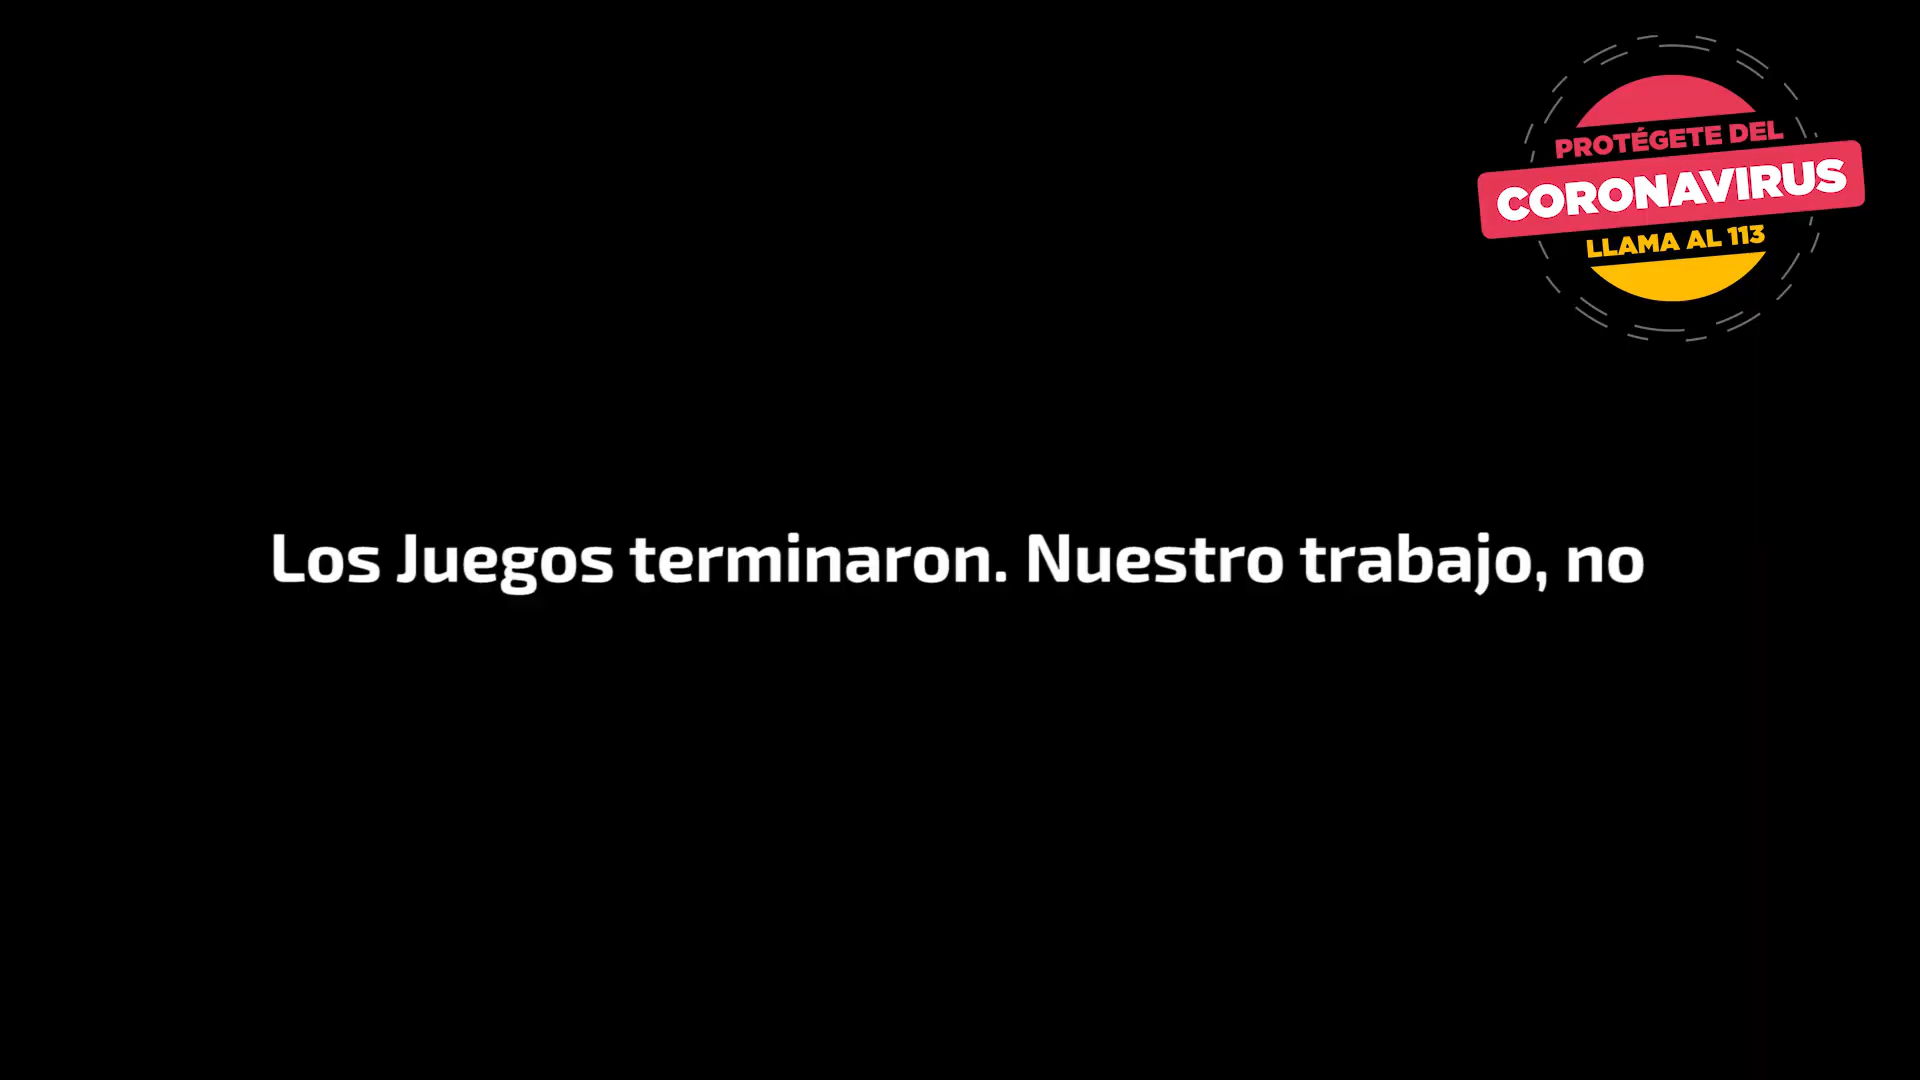 PROTÉGETE DEL
CORONAVIRUS
LLAMA AL 113
Los Juegos terminaron. Nuestro trabajo, no